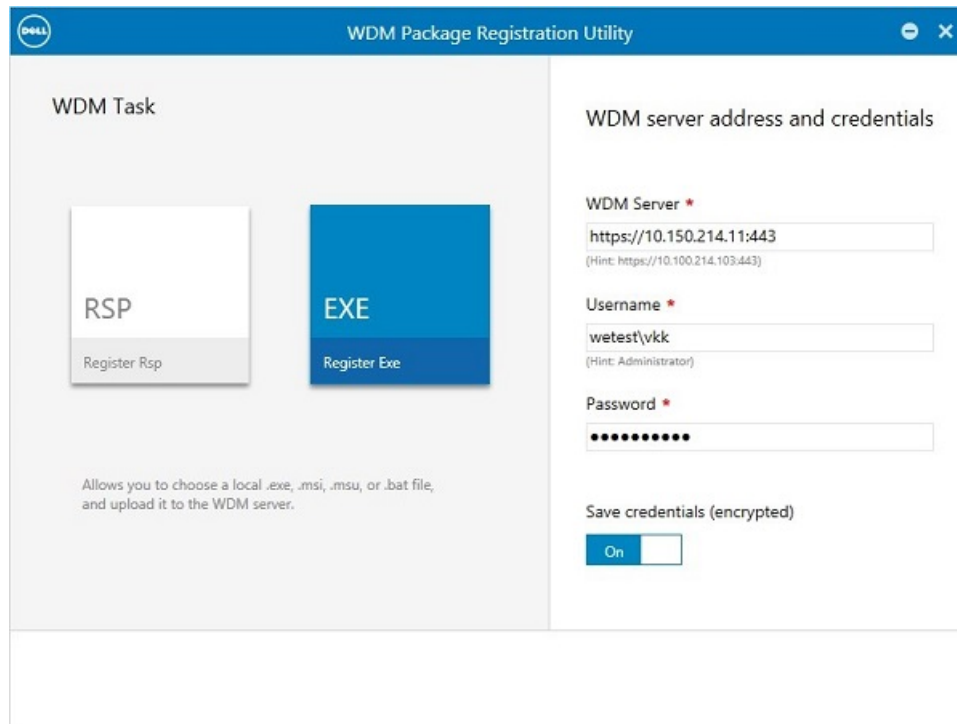 DELL
WDM Package Registration Utility
WDM Task
RSP
Register Rsp
EXE
Register Exe
Allows you to choose a local .exe, .msi, .msu, or .bat file,
and upload it to the WDM server.
WDM server address and credentials
WDM Server *
https://10.150.214.11:443
(Hint: https://10.100.214.103:443)
Username *
wetest\vkk
(Hint: Administrator)
Password *
●●●●●●●●●●
Save credentials (encrypted)
On